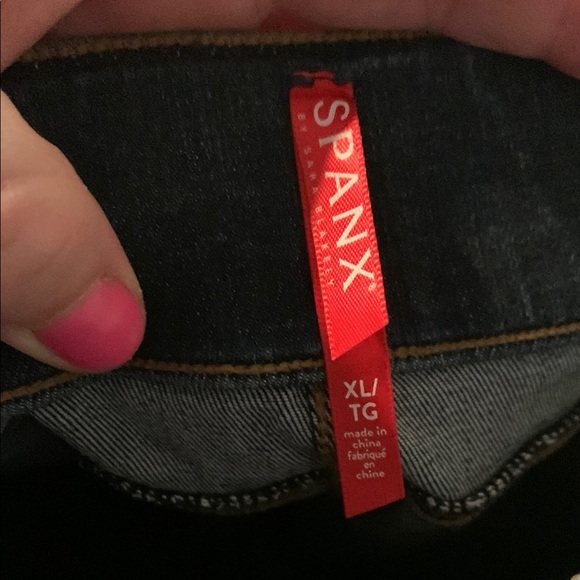 SPANX®
BY SARA BLAKELY
XL/
TG
made in
china
fabriqué
en
chine